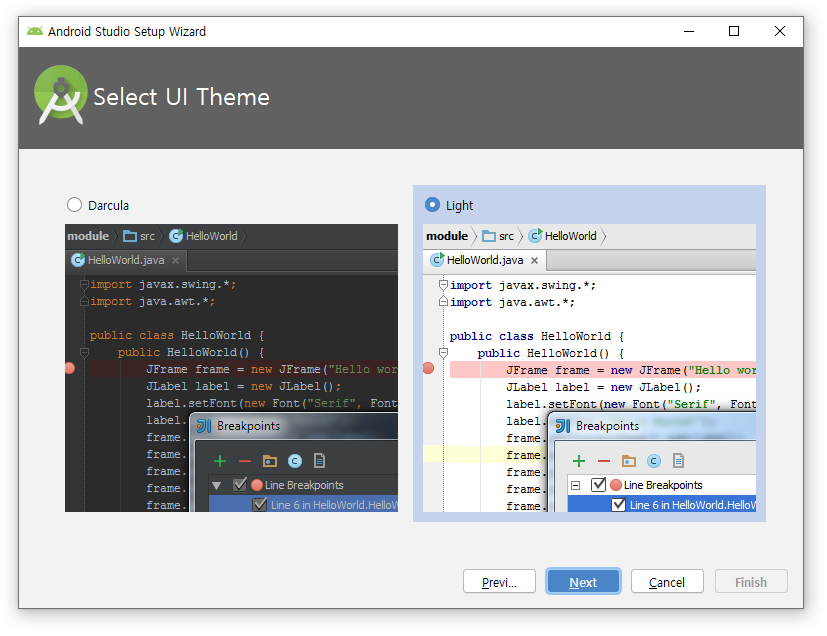 Android Studio Setup Wizard
Select UI Theme
Darcula
module src HelloWorld
HelloWorld.java
import javax.swing.*;
import java.awt.*;
public class HelloWorld {
public HelloWorld() {
JFrame frame = new JFrame("Hello wor
JLabel label = new JLabel();
label.setFont(new Font("Serif", Font
label.
frame.
frame.
frame.
frame.
frame.
Breakpoints
Line Breakpoints
Line 6 in HelloWorld.HelloW
Light
module src HelloWorld
HelloWorld.java
import javax.swing.*;
import java.awt.*;
public class HelloWorld {
public HelloWorld() {
JFrame frame = new JFrame("Hello wor
JLabel label = new JLabel();
label.setFont(new Font("Serif", Font
label.
frame.
frame.
frame.
frame.
frame.
Breakpoints
Line Breakpoints
Line 6 in HelloWorld.HelloW
Previ... Next Cancel Finish